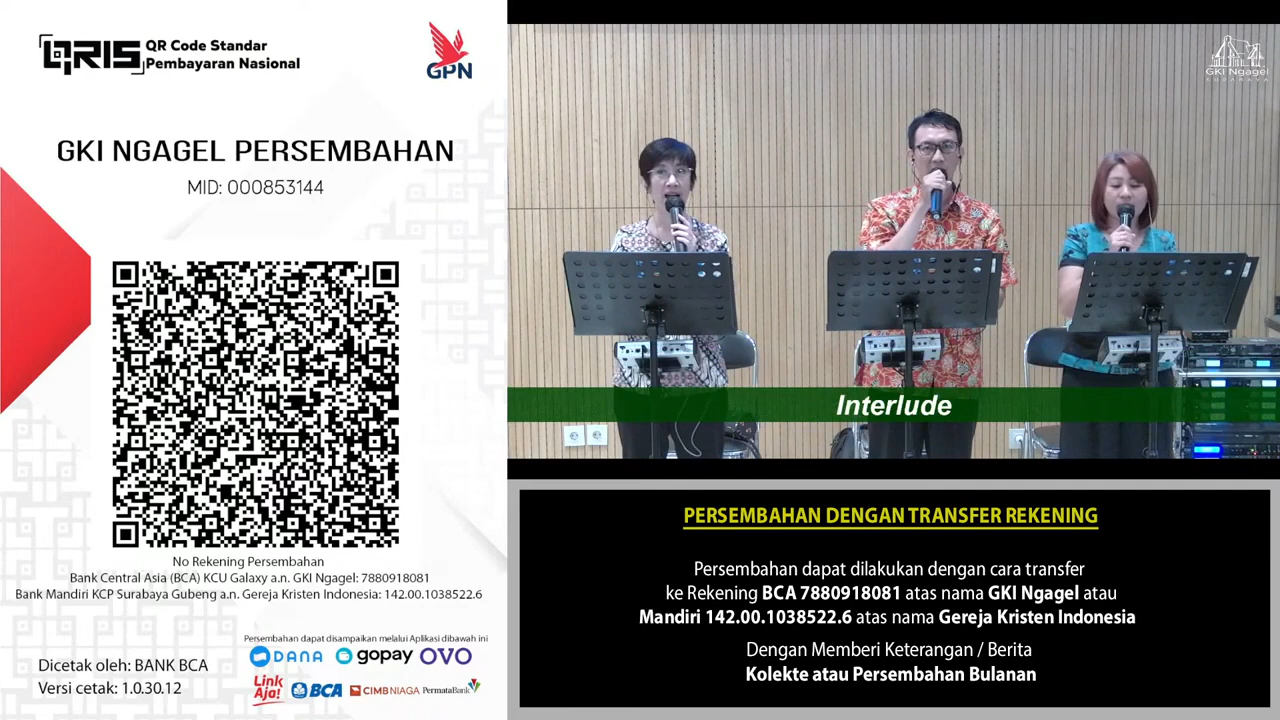 QRIS QR Code Standar
Pembayaran Nasional
GPN
GKI NGAGEL PERSEMBAHAN
MID: 000853144
No Rekening Persembahan
Bank Central Asia (BCA) KCU Galaxy a.n. GKI Ngagel: 7880918081
Bank Mandiri KCP Surabaya Gubeng a.n. Gereja Kristen Indonesia: 142.00.1038522.6
Persembahan dapat disampaikan melalui Aplikasi dibawah ini
DANA gopay OVO
Link Aja! BCA CIMB NIAGA PermataBank
Dicetak oleh: BANK BCA
Versi cetak: 1.0.30.12
GKI Ngagel
SURABAYA
Interlude
PERSEMBAHAN DENGAN TRANSFER REKENING
Persembahan dapat dilakukan dengan cara transfer
ke Rekening BCA 7880918081 atas nama GKI Ngagel atau
Mandiri 142.00.1038522.6 atas nama Gereja Kristen Indonesia
Dengan Memberi Keterangan / Berita
Kolekte atau Persembahan Bulanan